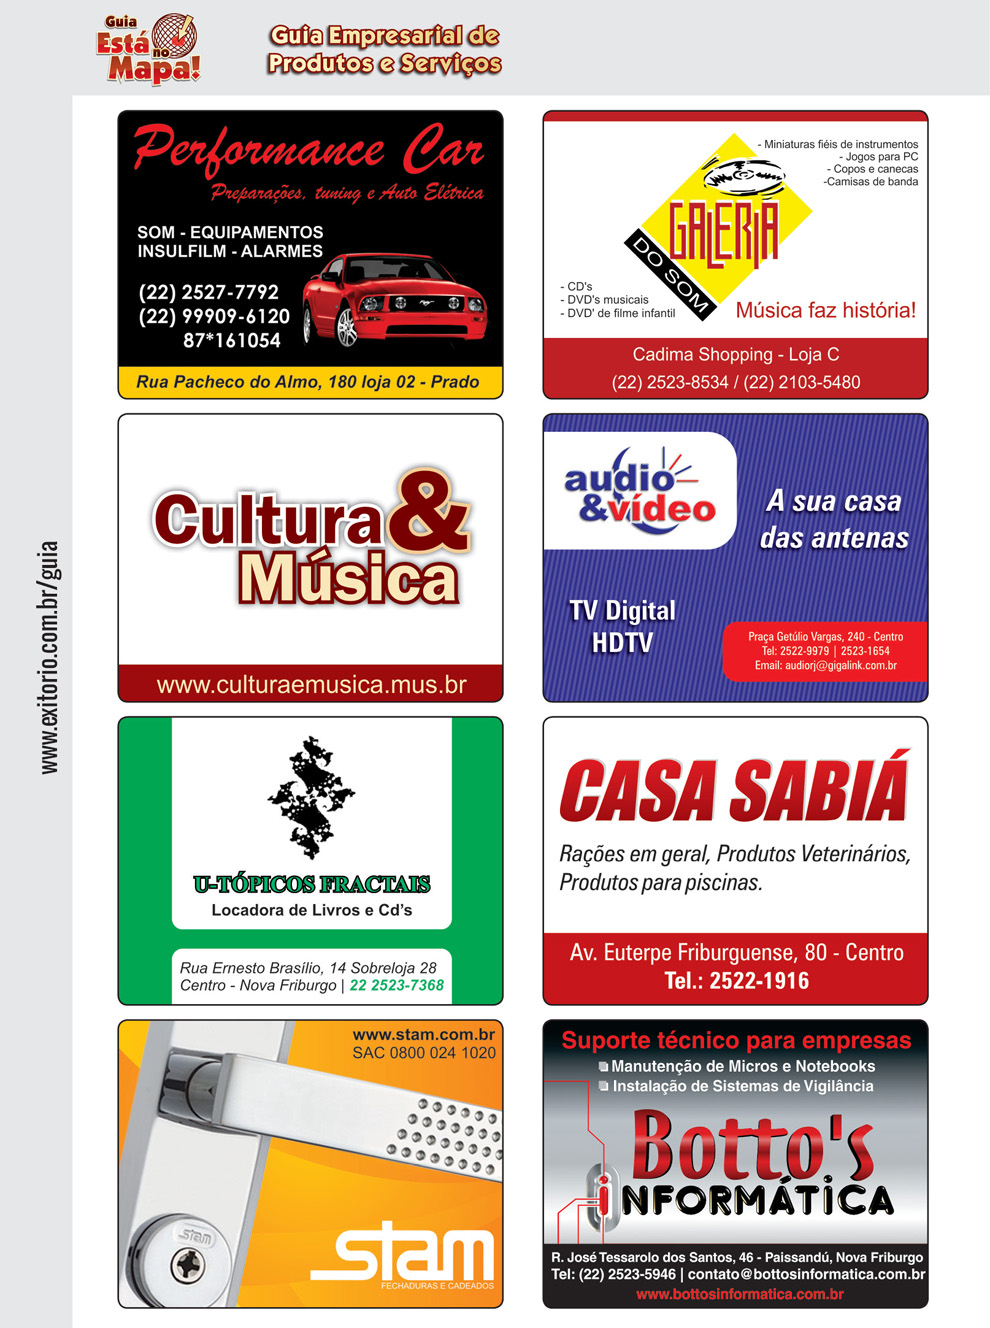 Guia
Está no
Mapa!
Guia Empresarial de
Produtos e Serviços
www.exitorio.com.br/guia
Performance Car
Preparações, tuning e Auto Elétrica
SOM - EQUIPAMENTOS
INSULFILM - ALARMES
(22) 2527-7792
(22) 99909-6120
87*161054
Rua Pacheco do Almo, 180 loja 02 - Prado
- Miniaturas fiéis de instrumentos
- Jogos para PC
- Copos e canecas
-Camisas de banda
GALERIA
DO SOM
- CD's
- DVD's musicais
- DVD' de filme infantil
Música faz história!
Cadima Shopping - Loja C
(22) 2523-8534 / (22) 2103-5480
Cultura &
Música
www.culturaemusica.mus.br
audio
&vídeo
A sua casa
das antenas
TV Digital
HDTV
Praça Getúlio Vargas, 240 - Centro
Tel: 2522-9979 | 2523-1654
Email: audiorj@gigalink.com.br
U-TÓPICOS FRACTAIS
Locadora de Livros e Cd's
Rua Ernesto Brasílio, 14 Sobreloja 28
Centro - Nova Friburgo | 22 2523-7368
CASA SABIÁ
Rações em geral, Produtos Veterinários,
Produtos para piscinas.
Av. Euterpe Friburguense, 80 - Centro
Tel.: 2522-1916
www.stam.com.br
SAC 0800 024 1020
stam
stam
FECHADURAS E CADEADOS
Suporte técnico para empresas
Manutenção de Micros e Notebooks
Instalação de Sistemas de Vigilância
Botto's
iNFORMÁTICA
R. José Tessarolo dos Santos, 46 - Paissandú, Nova Friburgo
Tel: (22) 2523-5946 | contato@bottosinformatica.com.br
www.bottosinformatica.com.br